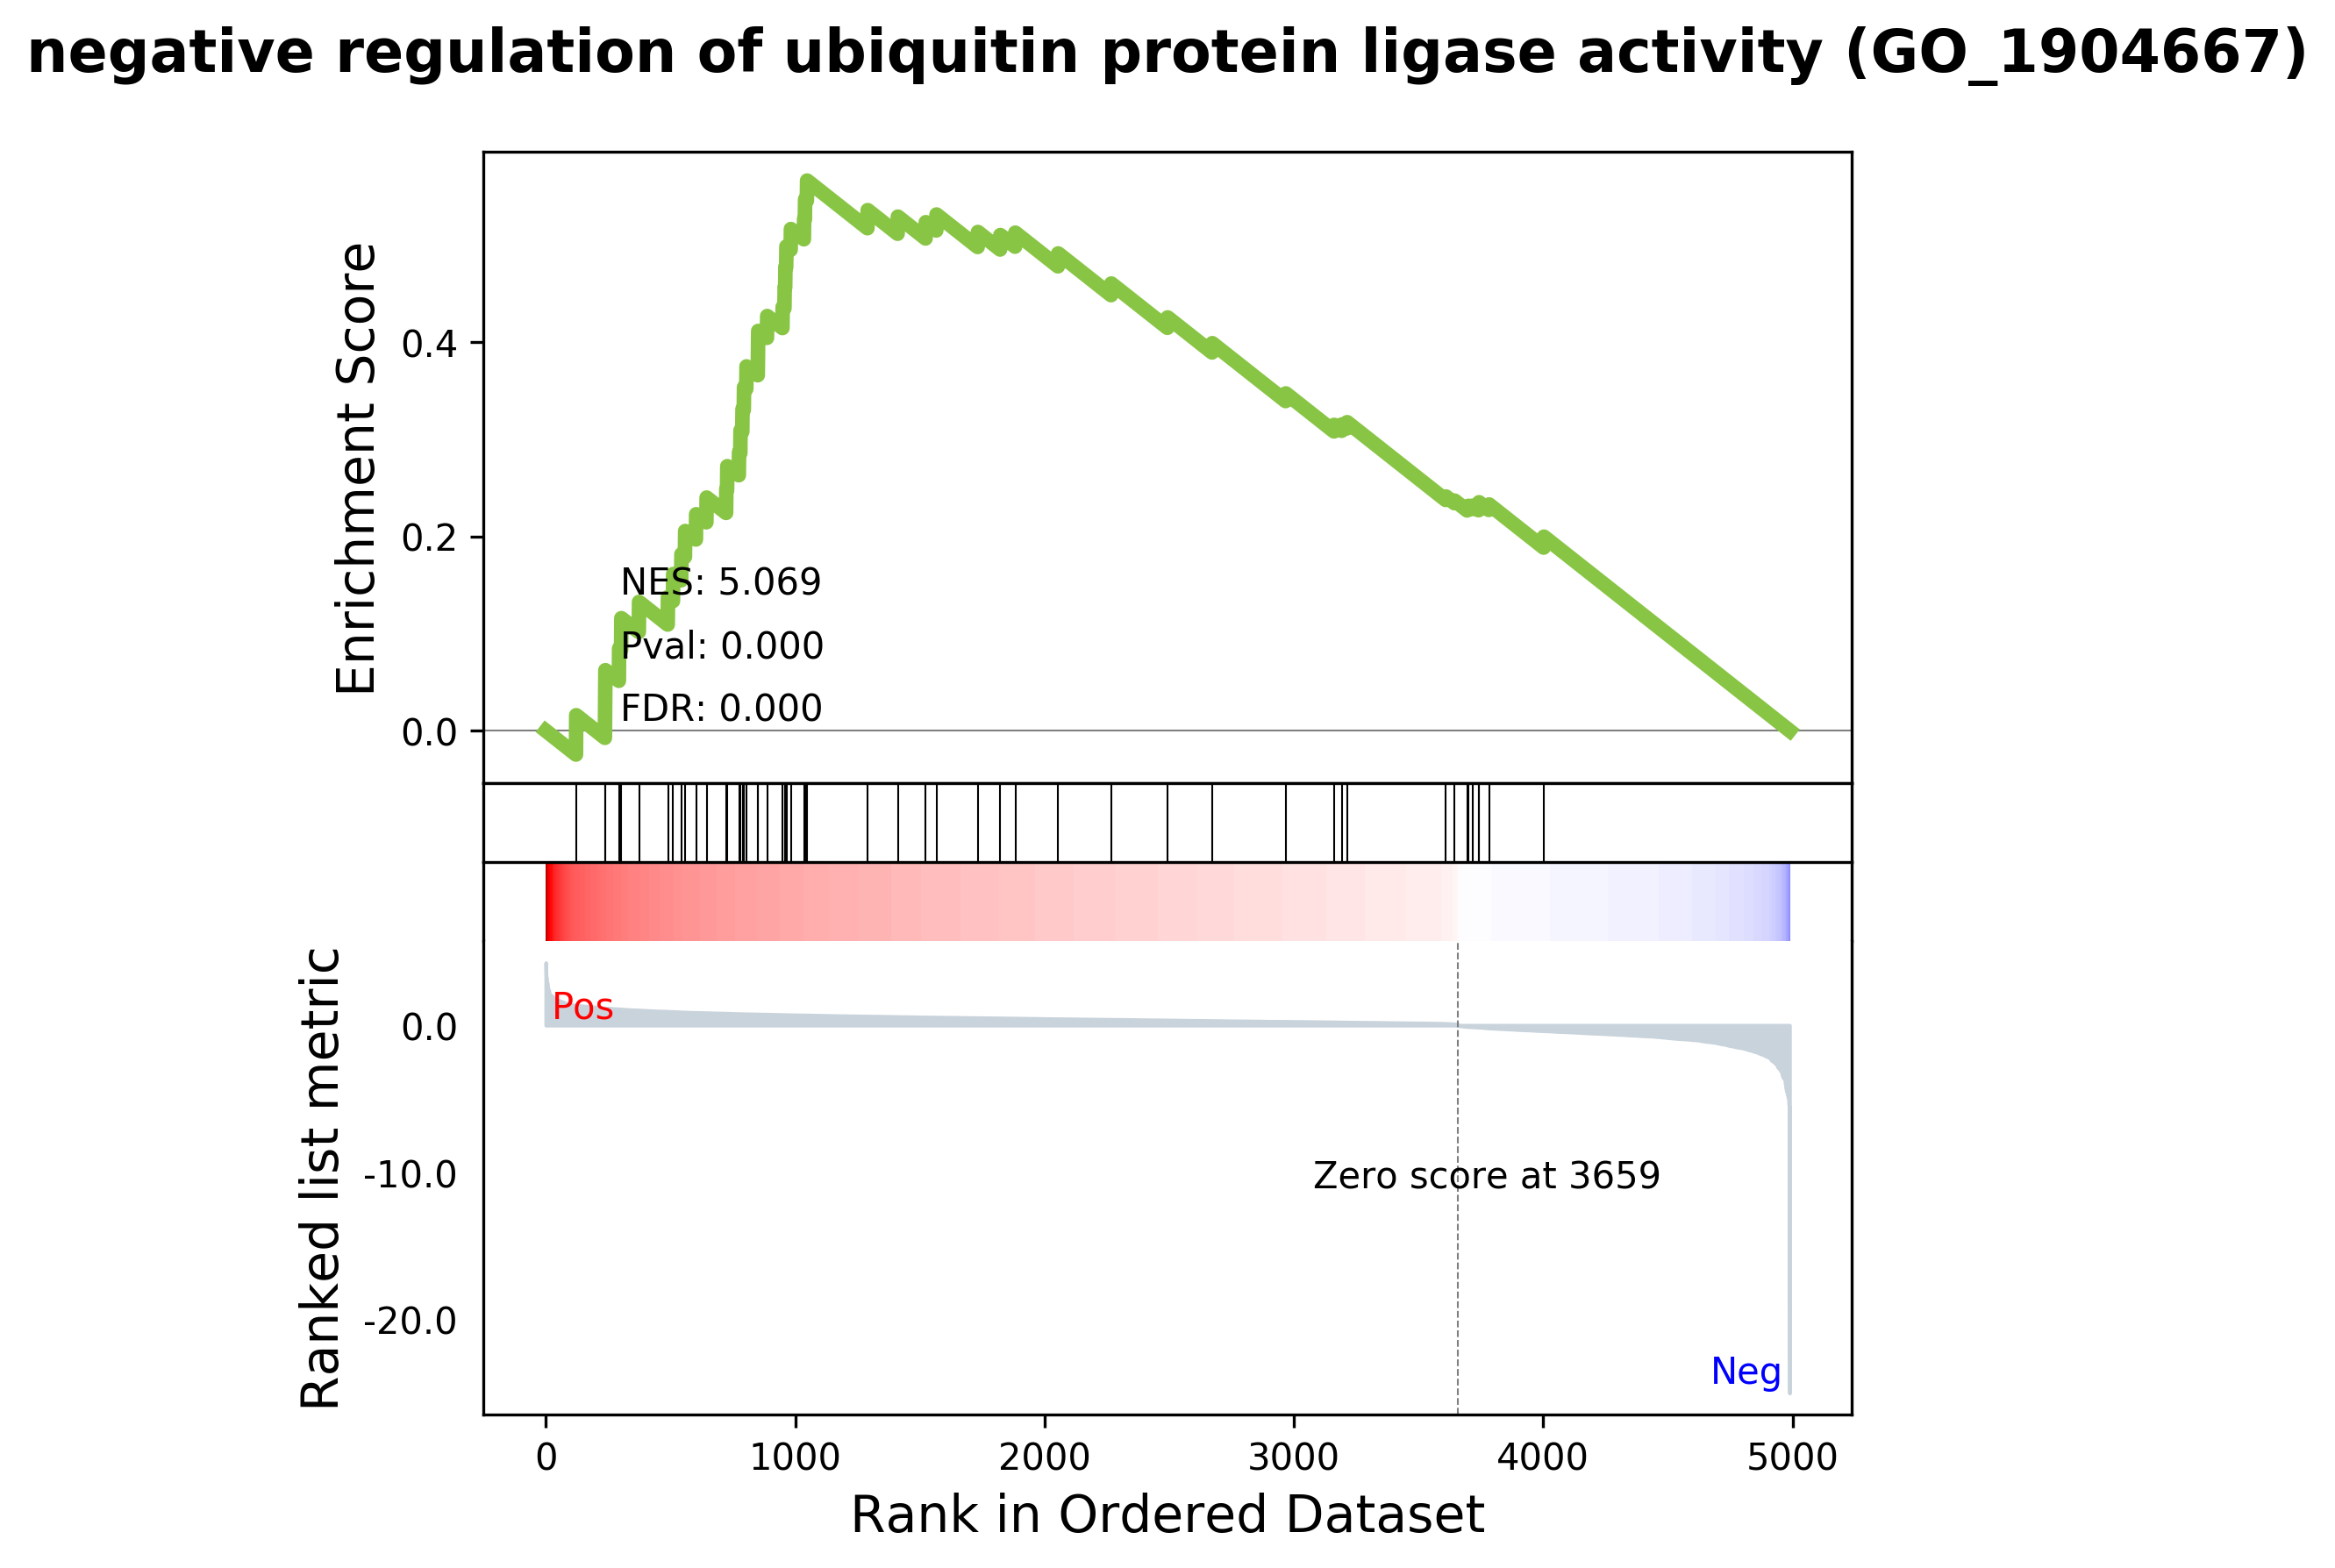 negative regulation of ubiquitin protein ligase activity (GO_1904667)
Enrichment Score
0.4
0.2
0.0
NES: 5.069
Pval: 0.000
FDR: 0.000
Ranked list metric
0.0
-10.0
-20.0
Pos
Zero score at 3659
Neg
0 1000 2000 3000 4000 5000
Rank in Ordered Dataset